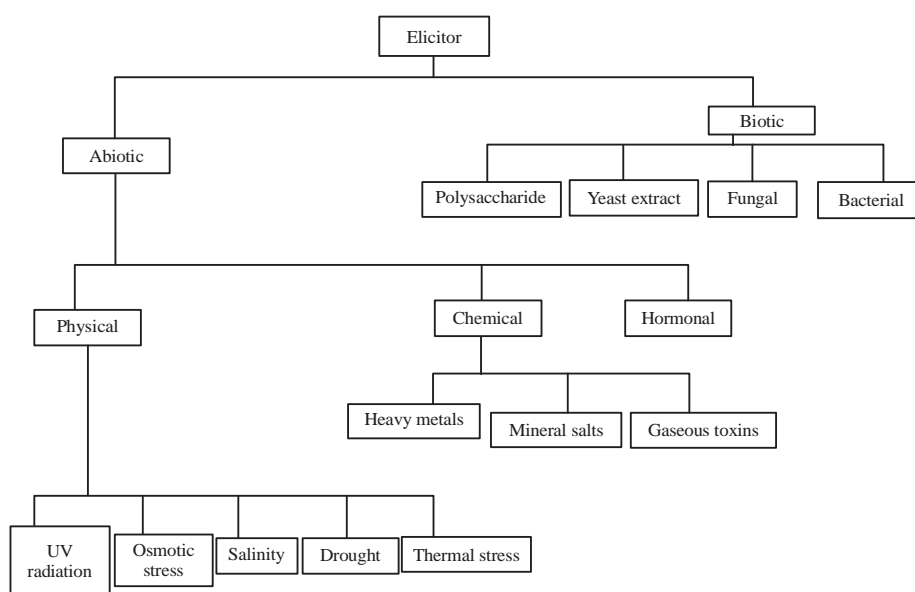 Elicitor
Biotic
Abiotic
Polysaccharide
Yeast extract
Fungal
Bacterial
Physical
Chemical
Hormonal
Heavy metals
Mineral salts
Gaseous toxins
UV
radiation
Osmotic
stress
Salinity
Drought
Thermal stress